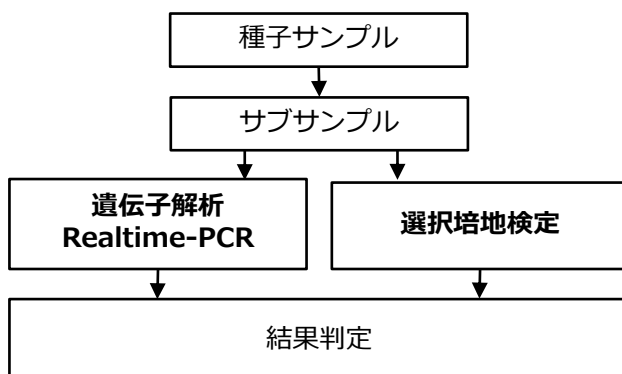 種子サンプル
サブサンプル
遺伝子解析
Realtime-PCR
選択培地検定
結果判定